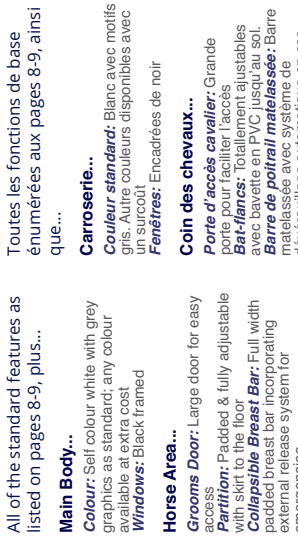 All of the standard features as
listed on pages 8-9, plus...
Main Body...
Colour: Self colour white with grey
graphics as standard; any colour
available at extra cost
Windows: Black framed
Horse Area...
Grooms Door: Large door for easy
access
Partition: Padded & fully adjustable
with skirt to the floor
Collapsible Breast Bar: Full width
padded breast bar incorporating
external release system for
Toutes les fonctions de base
énumérées aux pages 8-9, ainsi
que...
Carroserie...
Couleur standard: Blanc avec motifs
gris. Autre couleurs disponibles avec
un surcoût
Fenêtres: Encadrées de noir
Coin des chevaux...
Porte d'accès cavalier: Grande
porte pour faciliter l'accès
Bat-flancs: Totallement ajustables
avec bavette en PVC jusqu'au sol.
Barre de poitrail matelassée: Barre
matelassée avec système de